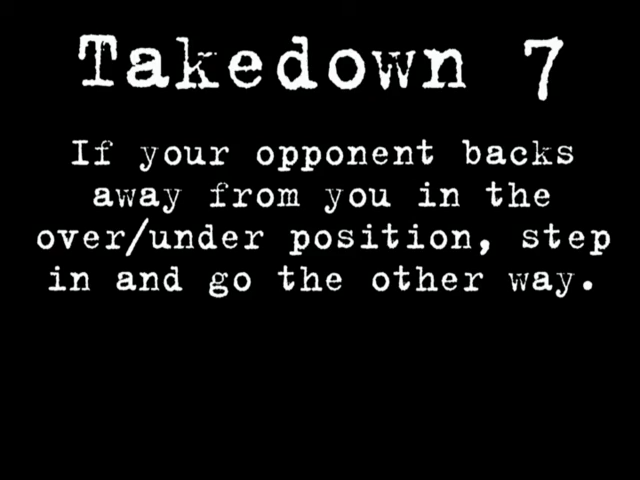 Takedown 7
If your opponent backs
away from you in the
over/under position, step
in and go the other way.